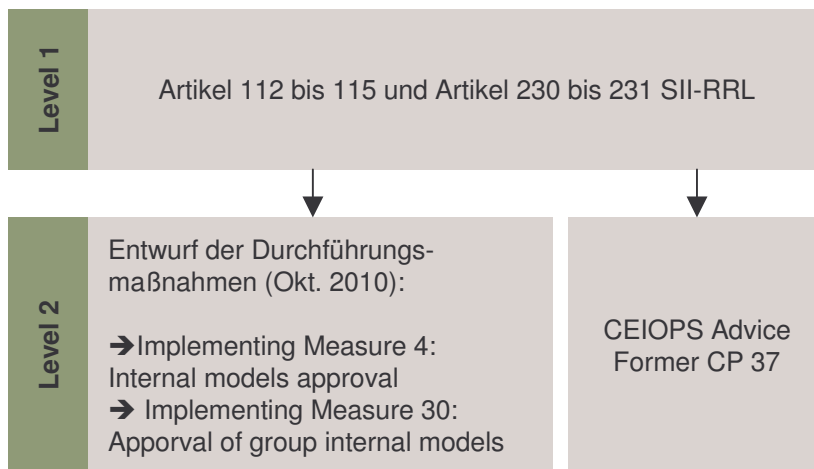 Level 1
Artikel 112 bis 115 und Artikel 230 bis 231 SII-RRL
Level 2
Entwurf der Durchführungs-
maßnahmen (Okt. 2010):
➔Implementing Measure 4:
Internal models approval
➔ Implementing Measure 30:
Apporval of group internal models
CEIOPS Advice
Former CP 37